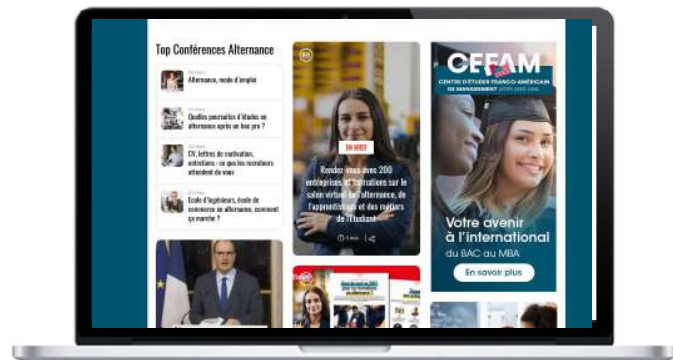 Top Conférences Alternance
Alternance, mode d'emploi
Quelles poursuites d'études en
alternance après un bac pro ?
CV, lettres de motivation,
entretiens : ce que les recruteurs
attendent de vous
Ecole d'ingénieurs, école de
commerce en alternance, comment
ça marche ?
EN BREF
Rendez-vous avec 200
entreprises et formations sur le
salon virtuel de l'alternance, de
l'apprentissage et des métiers
de l'Etudiant
5 min
CEFAM
CENTRE D'ÉTUDES FRANCO-AMÉRICAIN
DE MANAGEMENT
Votre avenir
à l'international
du BAC au MBA
En savoir plus